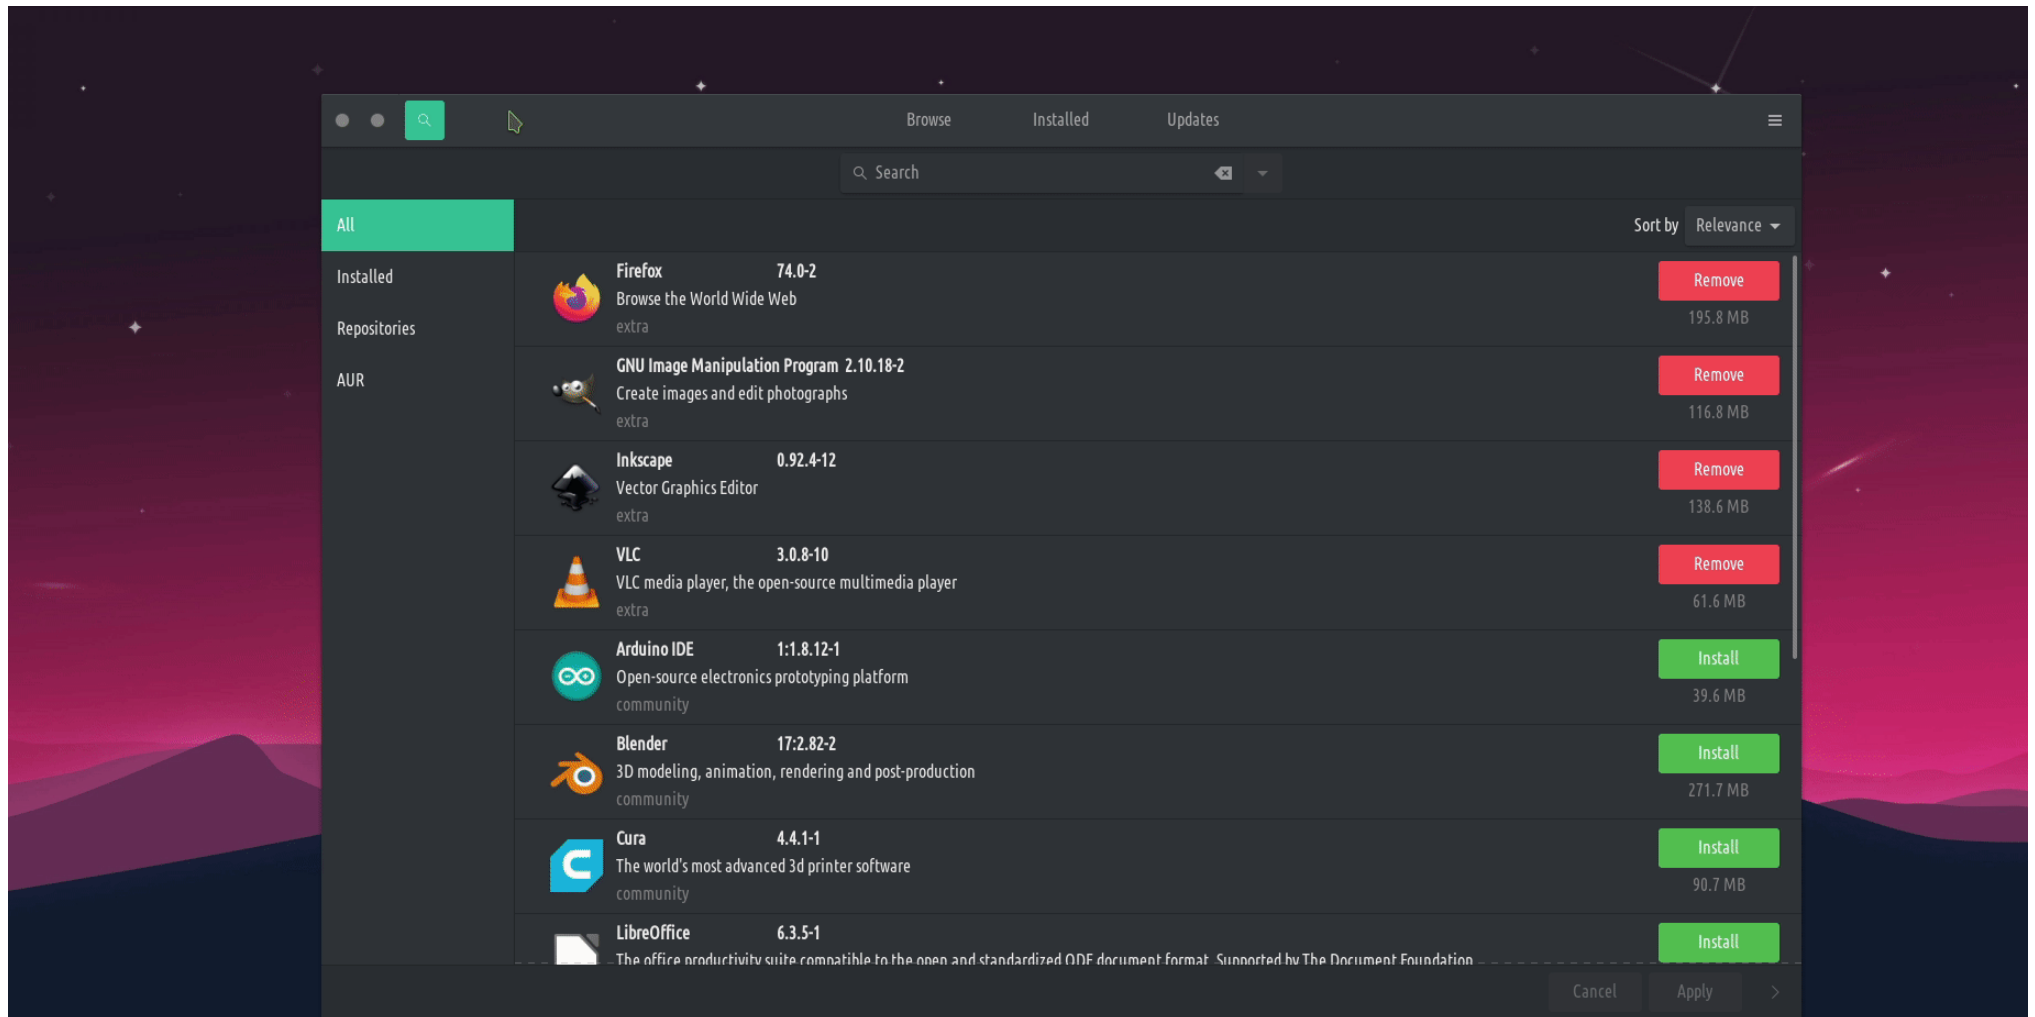 Browse Installed Updates
Search
All
Sort by Relevance
Installed
Repositories
AUR
Firefox 74.0-2
Browse the World Wide Web
extra
Remove
195.8 MB
GNU Image Manipulation Program 2.10.18-2
Create images and edit photographs
extra
Remove
116.8 MB
Inkscape 0.92.4-12
Vector Graphics Editor
extra
Remove
138.6 MB
VLC 3.0.8-10
VLC media player, the open-source multimedia player
extra
Remove
61.6 MB
Arduino IDE 1:1.8.12-1
Open-source electronics prototyping platform
community
Install
39.6 MB
Blender 17:2.82-2
3D modeling, animation, rendering and post-production
community
Install
271.7 MB
Cura 4.4.1-1
The world's most advanced 3d printer software
community
Install
90.7 MB
LibreOffice 6.3.5-1
The office productivity suite compatible to the open and standardized ODF document format. Supported by The Document Foundation
Install
Cancel Apply